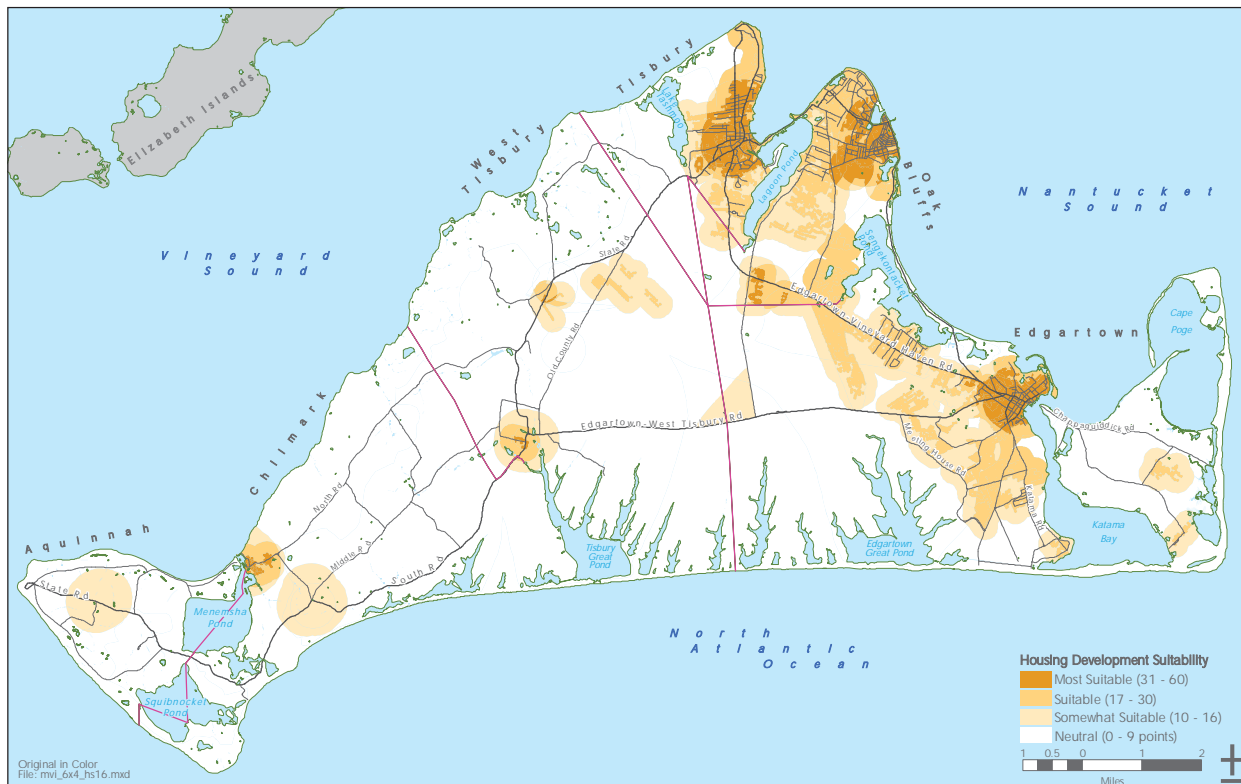 Elizabeth Islands
Tisbury
West
Tisbury
Lake
Tashmoo
Lagoon Pond
Oak
Bluffs
Nantucket
Sound
Vineyard
Sound
Sengekontacket
Pond
State Rd
Edgartown-Vineyard Haven Rd
Edgartown
Cape
Poge
Old County Rd
Chilmark
Edgartown-West Tisbury Rd
Chappaquiddick Rd
Meeting House Rd
Katama Rd
North Rd
Middle Rd
South Rd
Aquinnah
State Rd
Menemsha
Pond
Squibnocket
Pond
Tisbury
Great
Pond
Edgartown
Great Pond
Katama
Bay
North
Atlantic
Ocean
Housing Development Suitability
Most Suitable (31 - 60)
Suitable (17 - 30)
Somewhat Suitable (10 - 16)
Neutral (0 - 9 points)
1 0.5 0 1 2
Miles
Original in Color
File: mvi_6x4_hs16.mxd